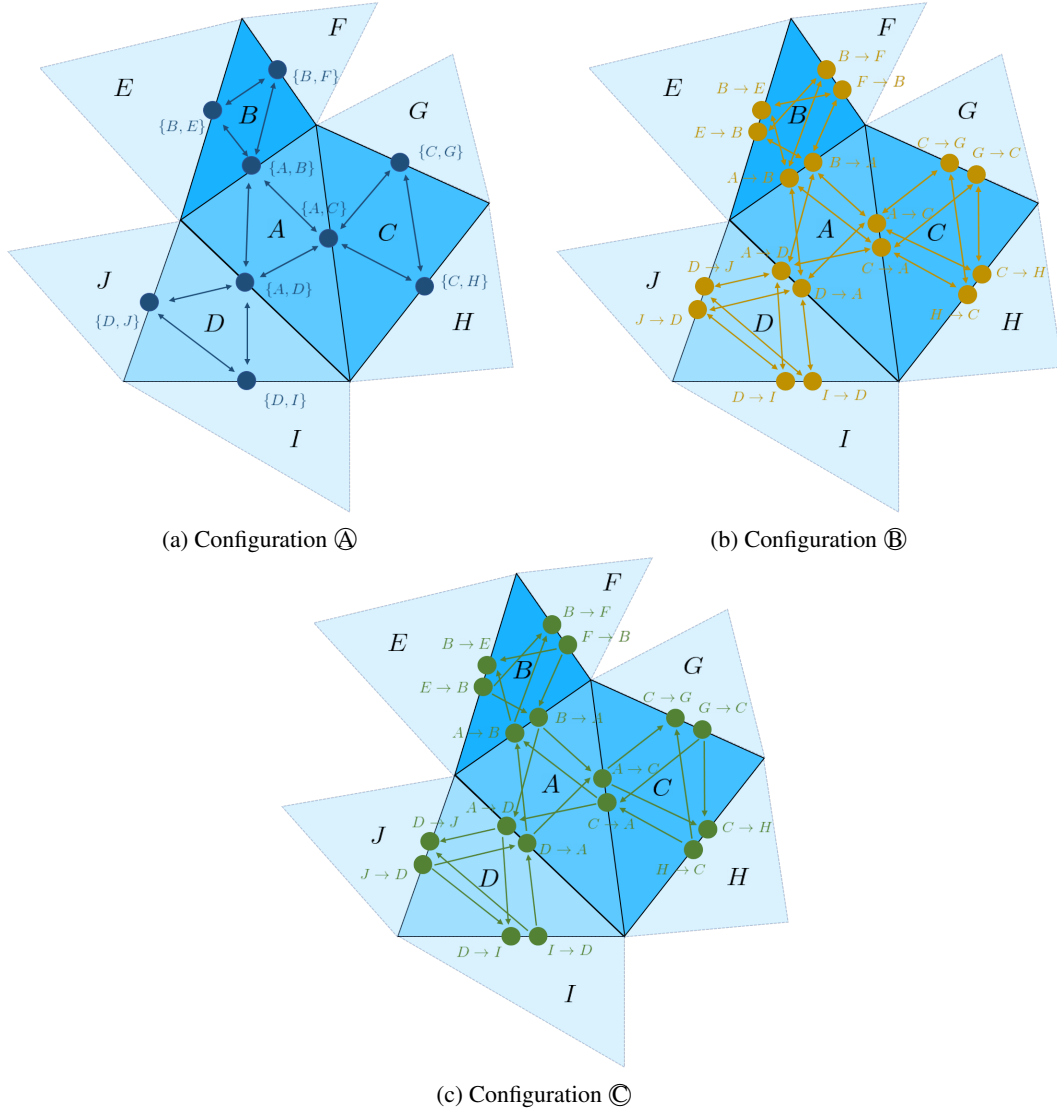 F
E
B
{B, F}
{B, E}
G
{A, B}
{C, G}
{A, C}
A
C
J
{A, D}
{C, H}
{D, J}
D
H
{D, I}
I
(a) Configuration Ⓐ
F
E
B → F
B → E
F → B
B
E → B
G
C → G
B → A
G → C
A → B
A → C
A
C
A → D
J
D → J
C → A
C → H
D → A
J → D
H → C
D
H
D → I
I → D
I
(b) Configuration Ⓑ
F
B → F
E
F → B
B → E
B
G
E → B
C → G
G → C
B → A
A → B
A → C
A
C
A → D
C → A
J
D → J
C → H
D → A
J → D
H → C
D
H
D → I
I → D
I
(c) Configuration Ⓒ